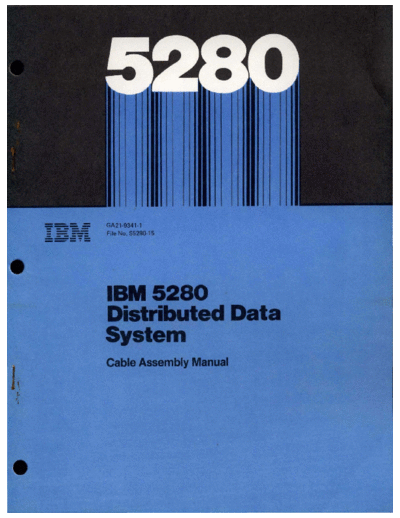 5280
IBM
GA21-9341-1
File No. S5280-15
IBM 5280
Distributed Data
System
Cable Assembly Manual